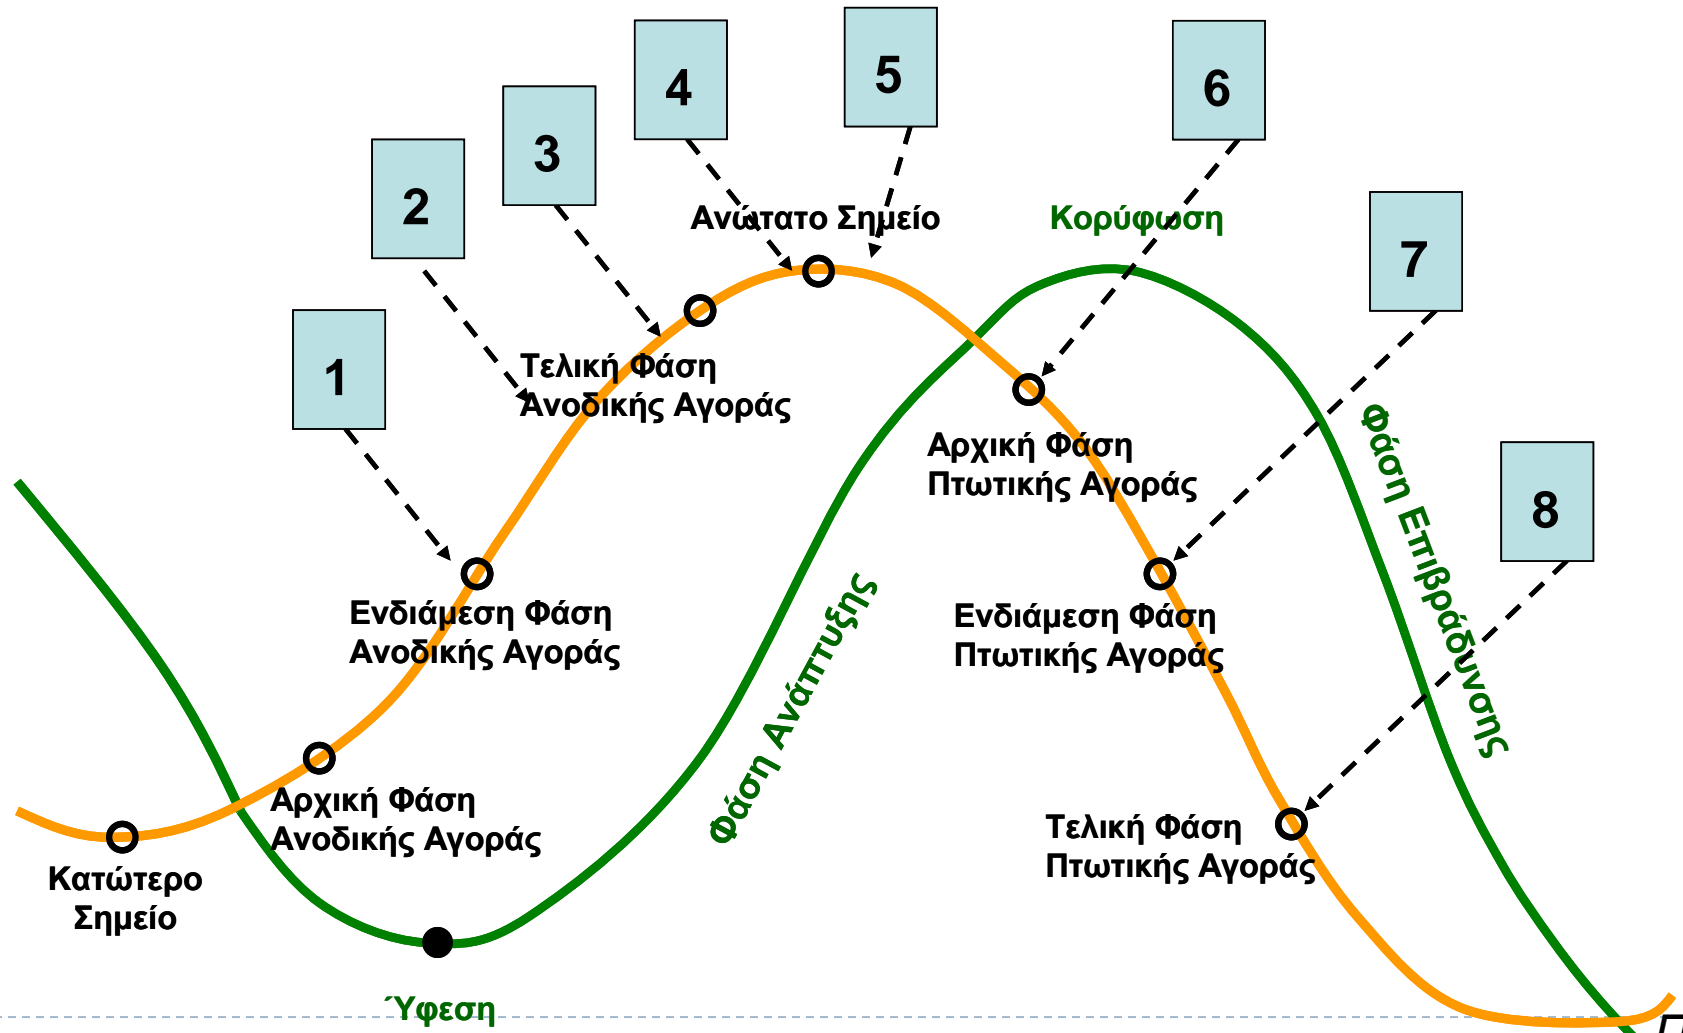 4
5
6
3
2
Ανώτατο Σημείο
Κορύφωση
7
1
Τελική Φάση
Ανοδικής Αγοράς
Αρχική Φάση
Πτωτικής Αγοράς
Φάση Επιβράδυνσης
8
Ενδιάμεση Φάση
Ανοδικής Αγοράς
Φάση Ανάπτυξης
Ενδιάμεση Φάση
Πτωτικής Αγοράς
Αρχική Φάση
Ανοδικής Αγοράς
Τελική Φάση
Πτωτικής Αγοράς
Κατώτερο
Σημείο
Ύφεση